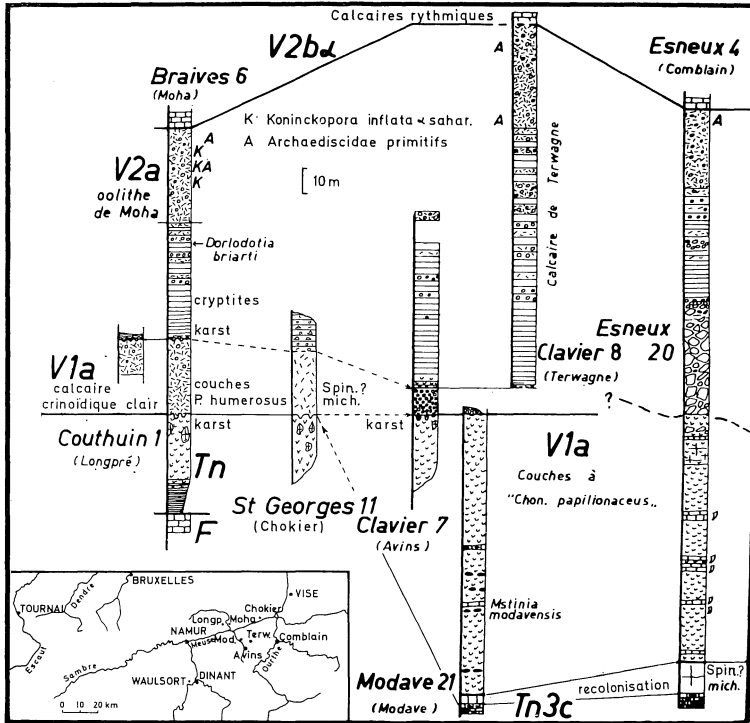 Calcaires rythmiques
V2bα
Esneux 4
(Comblain)
Braives 6
(Moha)
K Koninckopora inflata & sahar.
A Archaediscidae primitifs
10 m
A
A
A
A
K
KA
K
V2a
oolithe
de Moha
Dorlodotia
briarti
Calcaire de Terwagne
cryptites
karst
V1a
calcaire
crinoïdique clair
couches
P. humerosus
Spin.?
mich.
Esneux
Clavier 8 20
(Terwagne)
?
karst
karst
Couthuin 1
(Longpré)
Tn
V1a
Couches à
"Chon. papilionaceus"
St Georges 11
(Chokier)
Clavier 7
(Avins)
F
Mstinia
modavensis
Modave 21
(Modave)
Tn3c
recolonisation
Spin.?
mich.
BRUXELLES
Dendre
TOURNAI
Escaut
VISE
Chokier
Longp.
Moha
NAMUR
Meuse
Mod.
Terw.
Comblain
Avins
Ourthe
Sambre
WAULSORT
DINANT
0 10 20 km